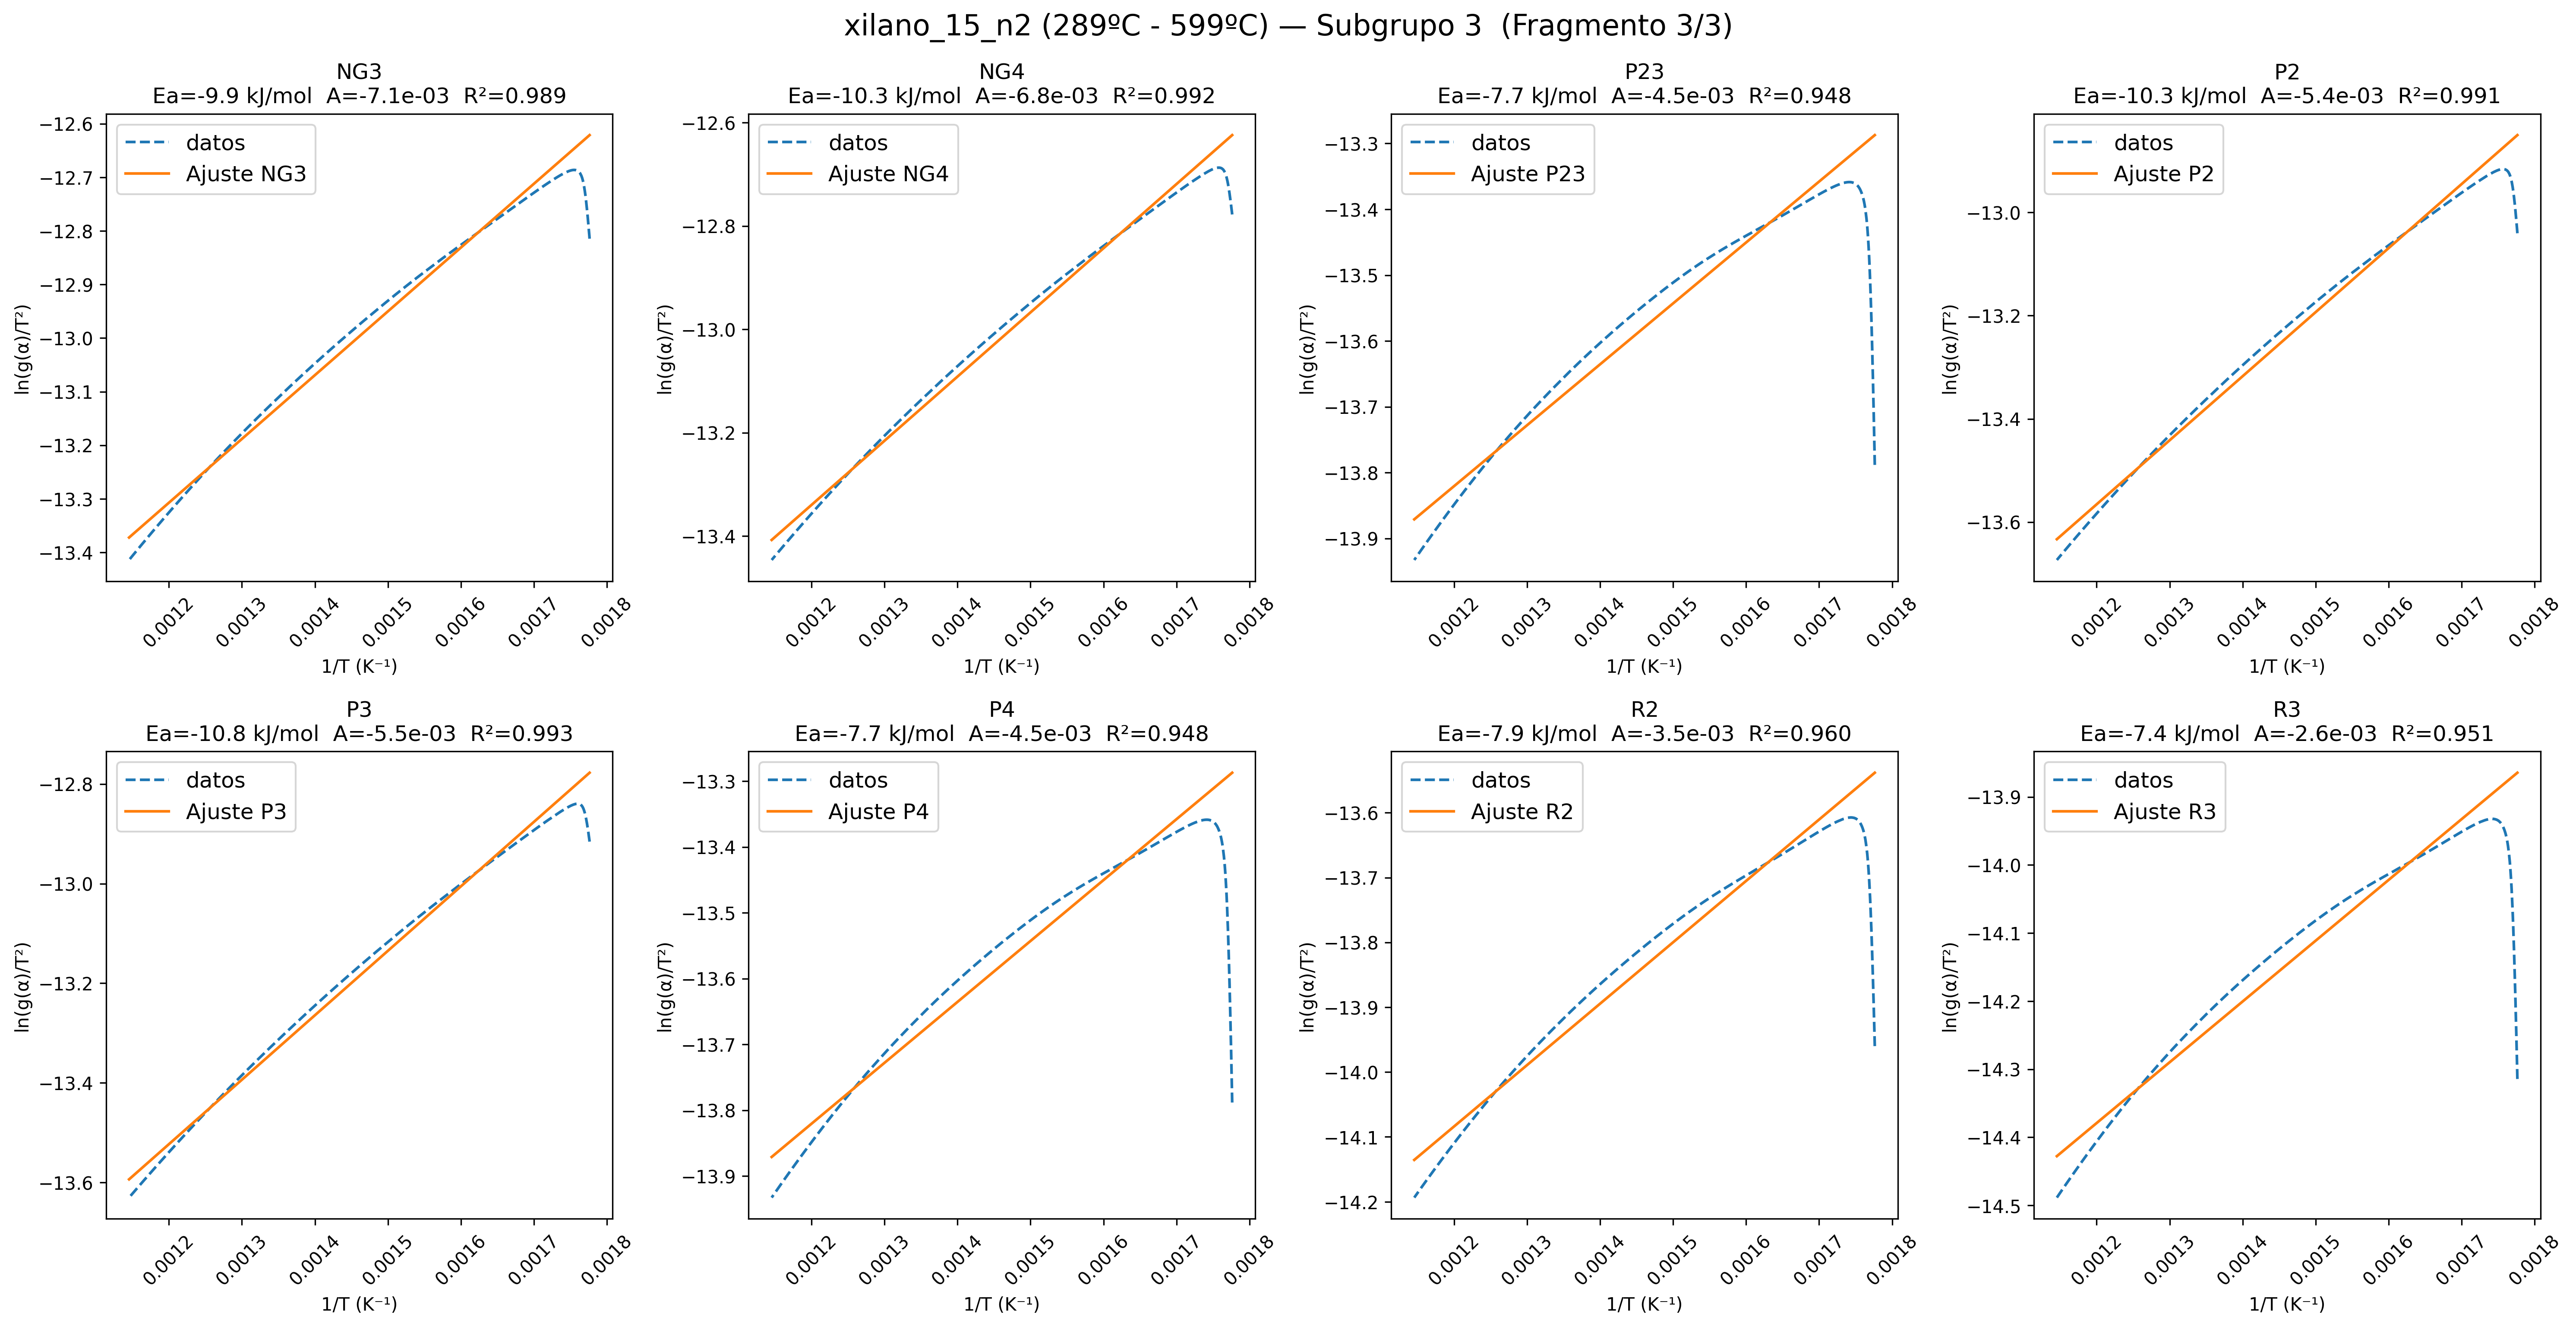 xilano_15_n2 (289ºC - 599ºC) — Subgrupo 3  (Fragmento 3/3)
NG3
Ea=-9.9 kJ/mol  A=-7.1e-03  R²=0.989
datos
Ajuste NG3
−12.6
−12.7
−12.8
−12.9
−13.0
−13.1
−13.2
−13.3
−13.4
ln(g(α)/T²)
0.0012
0.0013
0.0014
0.0015
0.0016
0.0017
0.0018
1/T (K⁻¹)
NG4
Ea=-10.3 kJ/mol  A=-6.8e-03  R²=0.992
datos
Ajuste NG4
−12.6
−12.8
−13.0
−13.2
−13.4
ln(g(α)/T²)
0.0012
0.0013
0.0014
0.0015
0.0016
0.0017
0.0018
1/T (K⁻¹)
P23
Ea=-7.7 kJ/mol  A=-4.5e-03  R²=0.948
datos
Ajuste P23
−13.3
−13.4
−13.5
−13.6
−13.7
−13.8
−13.9
ln(g(α)/T²)
0.0012
0.0013
0.0014
0.0015
0.0016
0.0017
0.0018
1/T (K⁻¹)
P2
Ea=-10.3 kJ/mol  A=-5.4e-03  R²=0.991
datos
Ajuste P2
−13.0
−13.2
−13.4
−13.6
ln(g(α)/T²)
0.0012
0.0013
0.0014
0.0015
0.0016
0.0017
0.0018
1/T (K⁻¹)
P3
Ea=-10.8 kJ/mol  A=-5.5e-03  R²=0.993
datos
Ajuste P3
−12.8
−13.0
−13.2
−13.4
−13.6
ln(g(α)/T²)
0.0012
0.0013
0.0014
0.0015
0.0016
0.0017
0.0018
1/T (K⁻¹)
P4
Ea=-7.7 kJ/mol  A=-4.5e-03  R²=0.948
datos
Ajuste P4
−13.3
−13.4
−13.5
−13.6
−13.7
−13.8
−13.9
ln(g(α)/T²)
0.0012
0.0013
0.0014
0.0015
0.0016
0.0017
0.0018
1/T (K⁻¹)
R2
Ea=-7.9 kJ/mol  A=-3.5e-03  R²=0.960
datos
Ajuste R2
−13.6
−13.7
−13.8
−13.9
−14.0
−14.1
−14.2
ln(g(α)/T²)
0.0012
0.0013
0.0014
0.0015
0.0016
0.0017
0.0018
1/T (K⁻¹)
R3
Ea=-7.4 kJ/mol  A=-2.6e-03  R²=0.951
datos
Ajuste R3
−13.9
−14.0
−14.1
−14.2
−14.3
−14.4
−14.5
ln(g(α)/T²)
0.0012
0.0013
0.0014
0.0015
0.0016
0.0017
0.0018
1/T (K⁻¹)